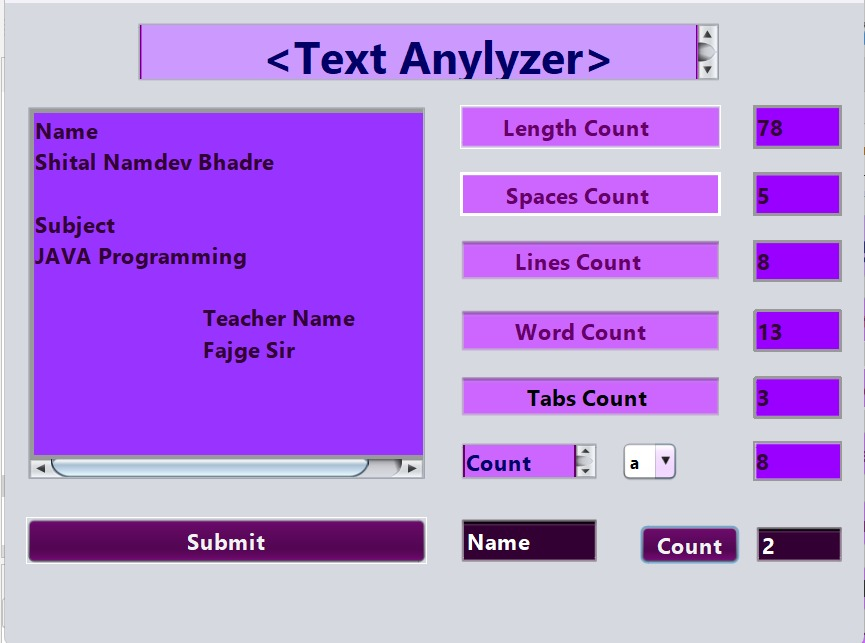 <Text Anylyzer>
Name
Shital Namdev Bhadre
Subject
JAVA Programming
Teacher Name
Fajge Sir
Length Count 78
Spaces Count 5
Lines Count 8
Word Count 13
Tabs Count 3
Count a 8
Submit
Name Count 2